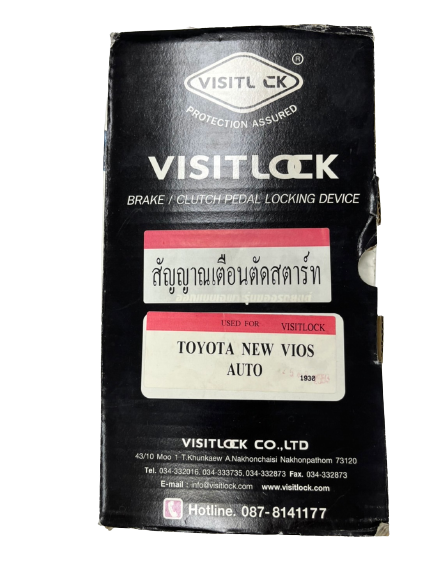 VISITLOCK
®
PROTECTION ASSURED
VISITLOCK
BRAKE / CLUTCH PEDAL LOCKING DEVICE
สัญญาณเตือนตัดสตาร์ท
USED FOR VISITLOCK
TOYOTA NEW VIOS
AUTO
1938
VISITLOCK CO.,LTD
43/10 Moo 1 T.Khunkaew A.Nakhonchaisi Nakhonpathom 73120
Tel. 034-332016, 034-333735, 034-332873 Fax. 034-332873
E-mail : info@visitlock.com www.visitlock.com
Hotline. 087-8141177